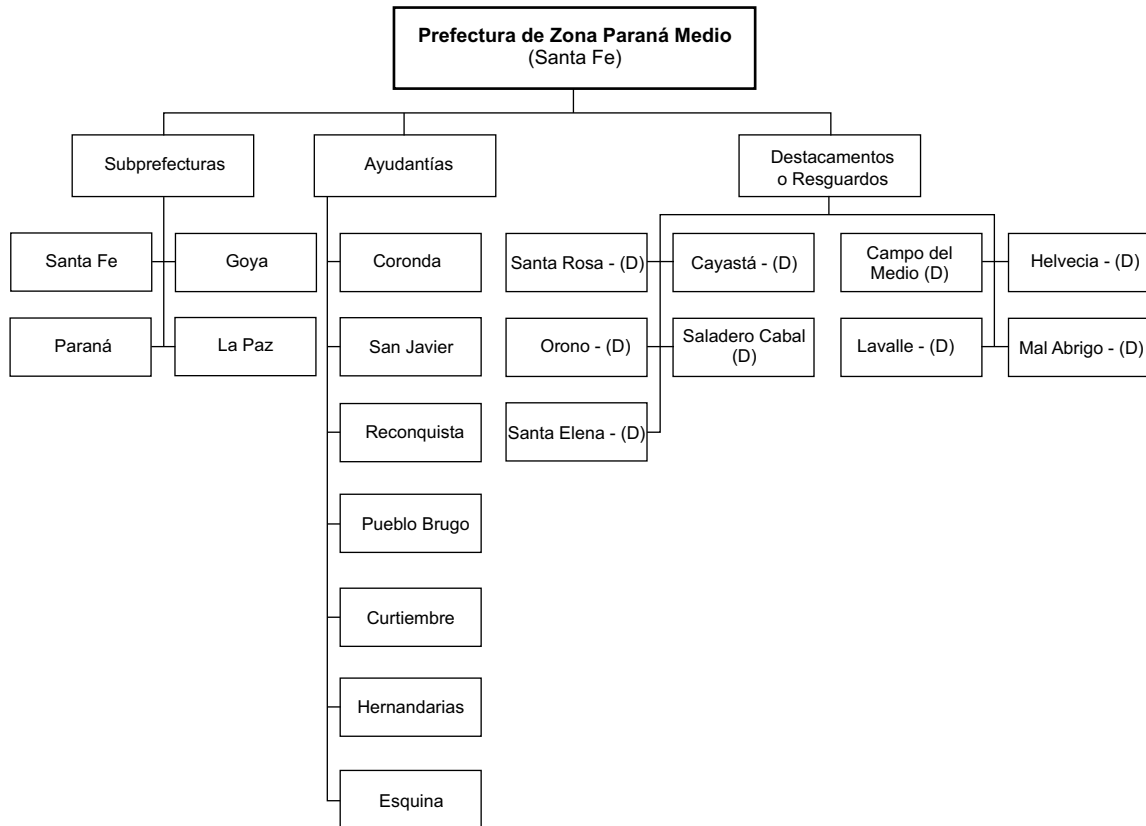 Prefectura de Zona Paraná Medio
(Santa Fe)
Subprefecturas
Ayudantías
Destacamentos
o Resguardos
Santa Fe
Goya
Coronda
Santa Rosa - (D)
Cayastá - (D)
Campo del
Medio (D)
Helvecia - (D)
Paraná
La Paz
San Javier
Orono - (D)
Saladero Cabal
(D)
Lavalle - (D)
Mal Abrigo - (D)
Reconquista
Santa Elena - (D)
Pueblo Brugo
Curtiembre
Hernandarias
Esquina